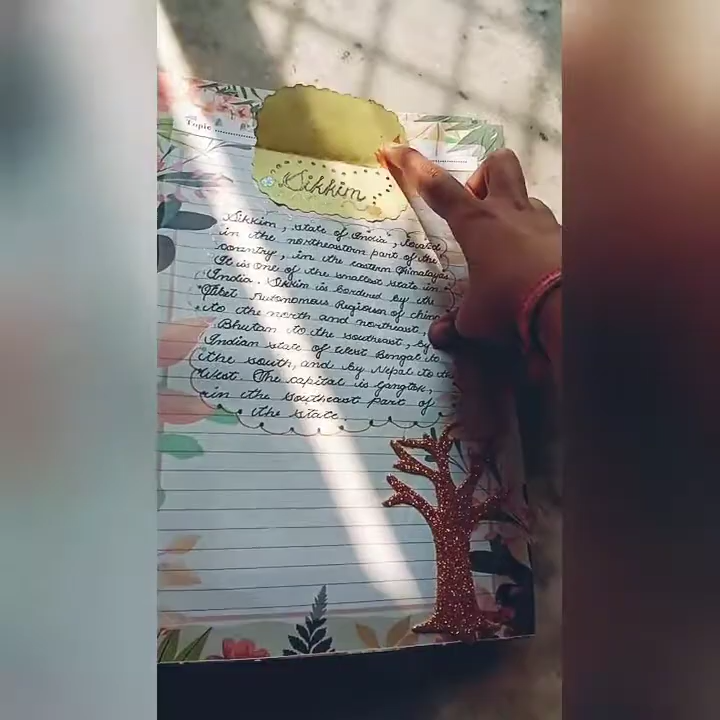 Topic
Sikkim
Sikkim, state of India, located
in the northeastern part of the
country, in the eastern Himalayas
It is One of the smallest state in
India. Sikkim is bordered by the
Tibet Autonomous Region of china
to the north and northeast,
Bhutan to the southeast, by
Indian state of West Bengal to
the south, and by Nepal to the
West. The capital is Gangtok,
in the southeast part of
the state.